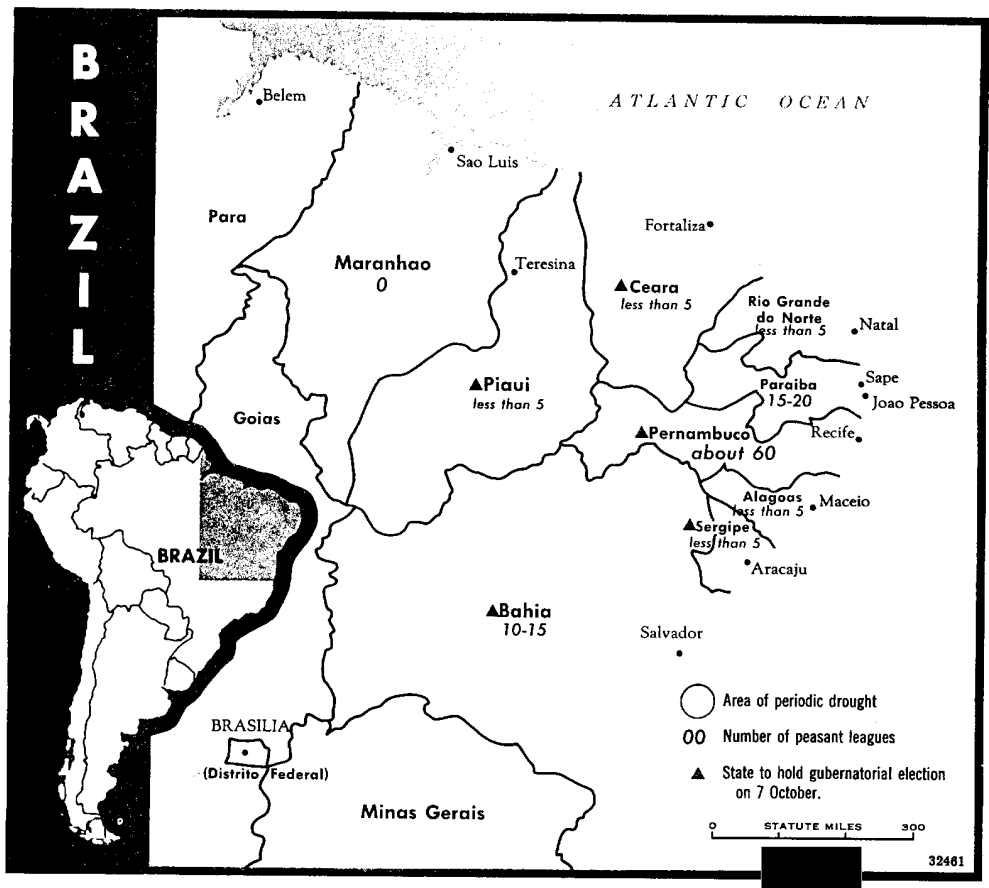 BRAZIL
ATLANTIC OCEAN
Belem
Sao Luis
Para
Fortaliza
Maranhao
0
Teresina
Ceara
less than 5
Rio Grande
do Norte
less than 5
Natal
Piaui
less than 5
Paraiba
15-20
Sape
Joao Pessoa
Goias
Pernambuco
about 60
Recife
Alagoas
less than 5
Maceio
Sergipe
less than 5
Aracaju
BRAZIL
Bahia
10-15
Salvador
BRASILIA
(Distrito Federal)
Minas Gerais
Area of periodic drought
00 Number of peasant leagues
▲ State to hold gubernatorial election
on 7 October.
0 STATUTE MILES 300
32461